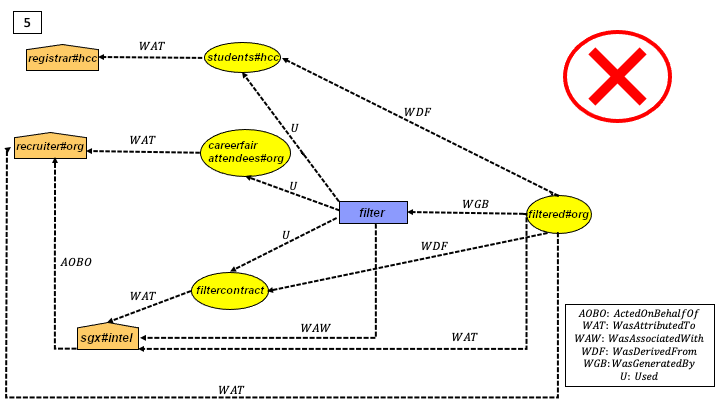 5
registrar#hcc
WAT
students#hcc
WDF
U
recruiter#org
WAT
careerfair
attendees#org
U
filter
WGB
filtered#org
U
WDF
AOBO
WAT
filtercontract
sgx#intel
WAW
WAT
WAT
AOBO: ActedOnBehalfOf
WAT: WasAttributedTo
WAW: WasAssociatedWith
WDF: WasDerivedFrom
WGB: WasGeneratedBy
U: Used